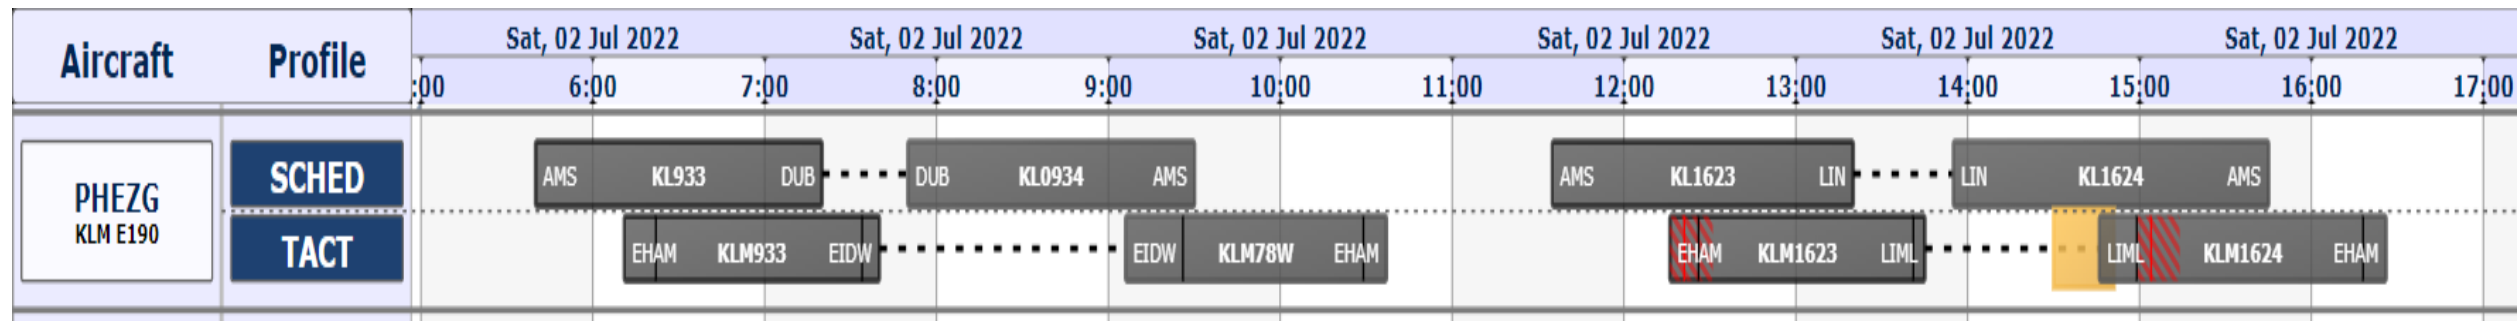 Aircraft Profile
Sat, 02 Jul 2022 Sat, 02 Jul 2022 Sat, 02 Jul 2022 Sat, 02 Jul 2022 Sat, 02 Jul 2022 Sat, 02 Jul 2022
:00 6:00 7:00 8:00 9:00 10:00 11:00 12:00 13:00 14:00 15:00 16:00 17:00
PHEZG
KLM E190
SCHED
AMS KL933 DUB DUB KL0934 AMS AMS KL1623 LIN LIN KL1624 AMS
TACT
EHAM KLM933 EIDW EIDW KLM78W EHAM EHAM KLM1623 LIML LIML KLM1624 EHAM